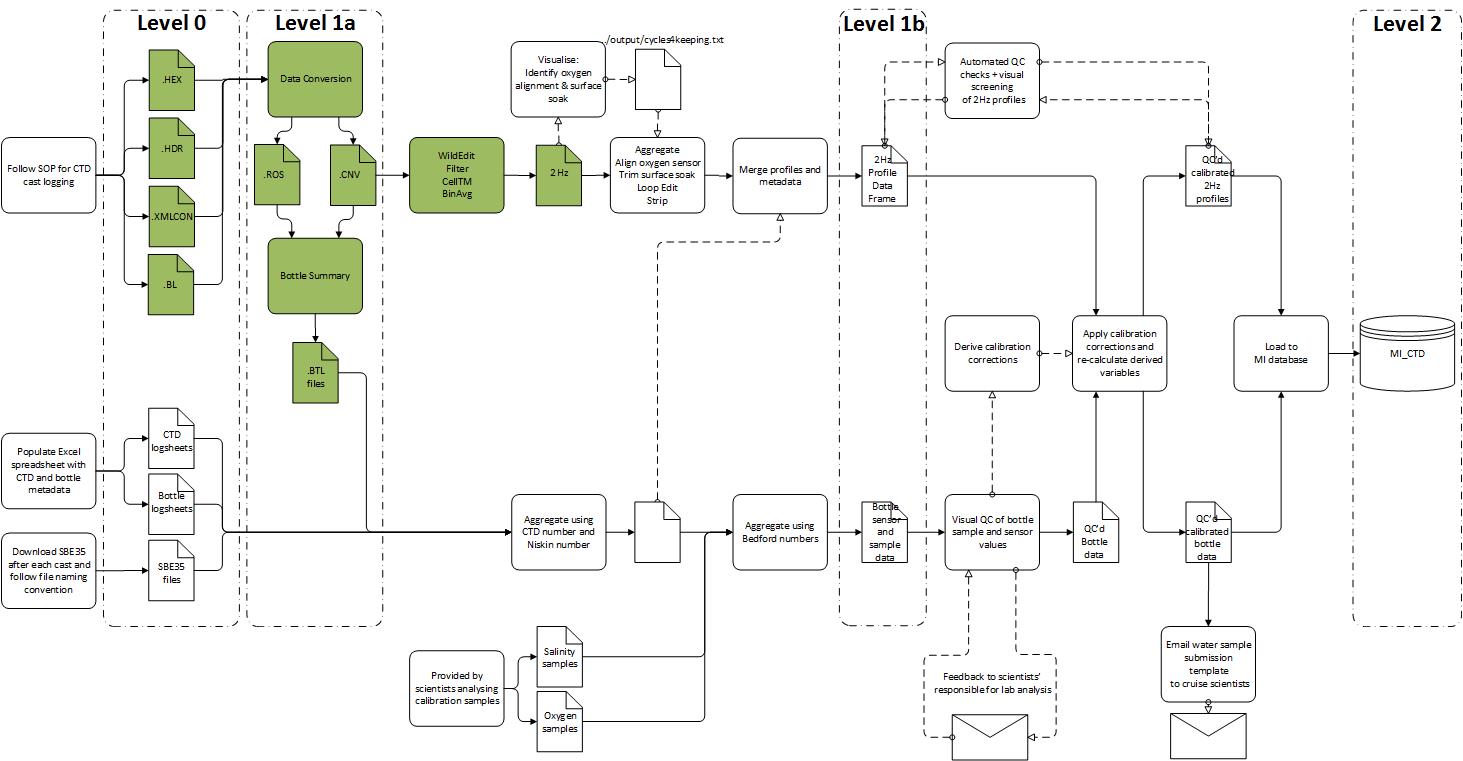 Level 0
Level 1a
Level 1b
Level 2
Follow SOP for CTD
cast logging
.HEX
.HDR
.XMLCON
.BL
Data Conversion
.ROS
.CNV
Bottle Summary
.BTL
files
WildEdit
Filter
CellTM
BinAvg
2 Hz
Visualise:
Identify oxygen
alignment & surface
soak
./output/cycles4keeping.txt
Aggregate
Align oxygen sensor
Trim surface soak
Loop Edit
Strip
Merge profiles and
metadata
2Hz
Profile
Data
Frame
Automated QC
checks + visual
screening
of 2Hz profiles
QC'd
calibrated
2Hz
profiles
Derive calibration
corrections
Apply calibration
corrections and
re-calculate derived
variables
Load to
MI database
MI_CTD
Populate Excel
spreadsheet with
CTD and bottle
metadata
CTD
logsheets
Bottle
logsheets
Download SBE35
after each cast and
follow file naming
convention
SBE35
files
Aggregate using
CTD number and
Niskin number
Aggregate using
Bedford numbers
Bottle
sensor
and
sample
data
Visual QC of bottle
sample and sensor
values
QC'd
Bottle
data
QC'd
calibrated
bottle
data
Provided by
scientists analysing
calibration samples
Salinity
samples
Oxygen
samples
Feedback to scientists'
responsible for lab analysis
Email water sample
submission
template
to cruise scientists